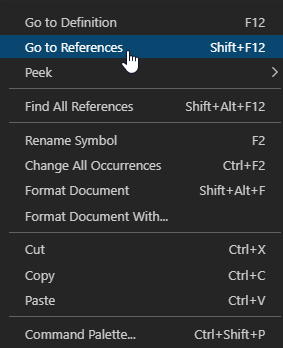 Go to Definition F12
Go to References Shift+F12
Peek
Find All References Shift+Alt+F12
Rename Symbol F2
Change All Occurrences Ctrl+F2
Format Document Shift+Alt+F
Format Document With...
Cut Ctrl+X
Copy Ctrl+C
Paste Ctrl+V
Command Palette... Ctrl+Shift+P